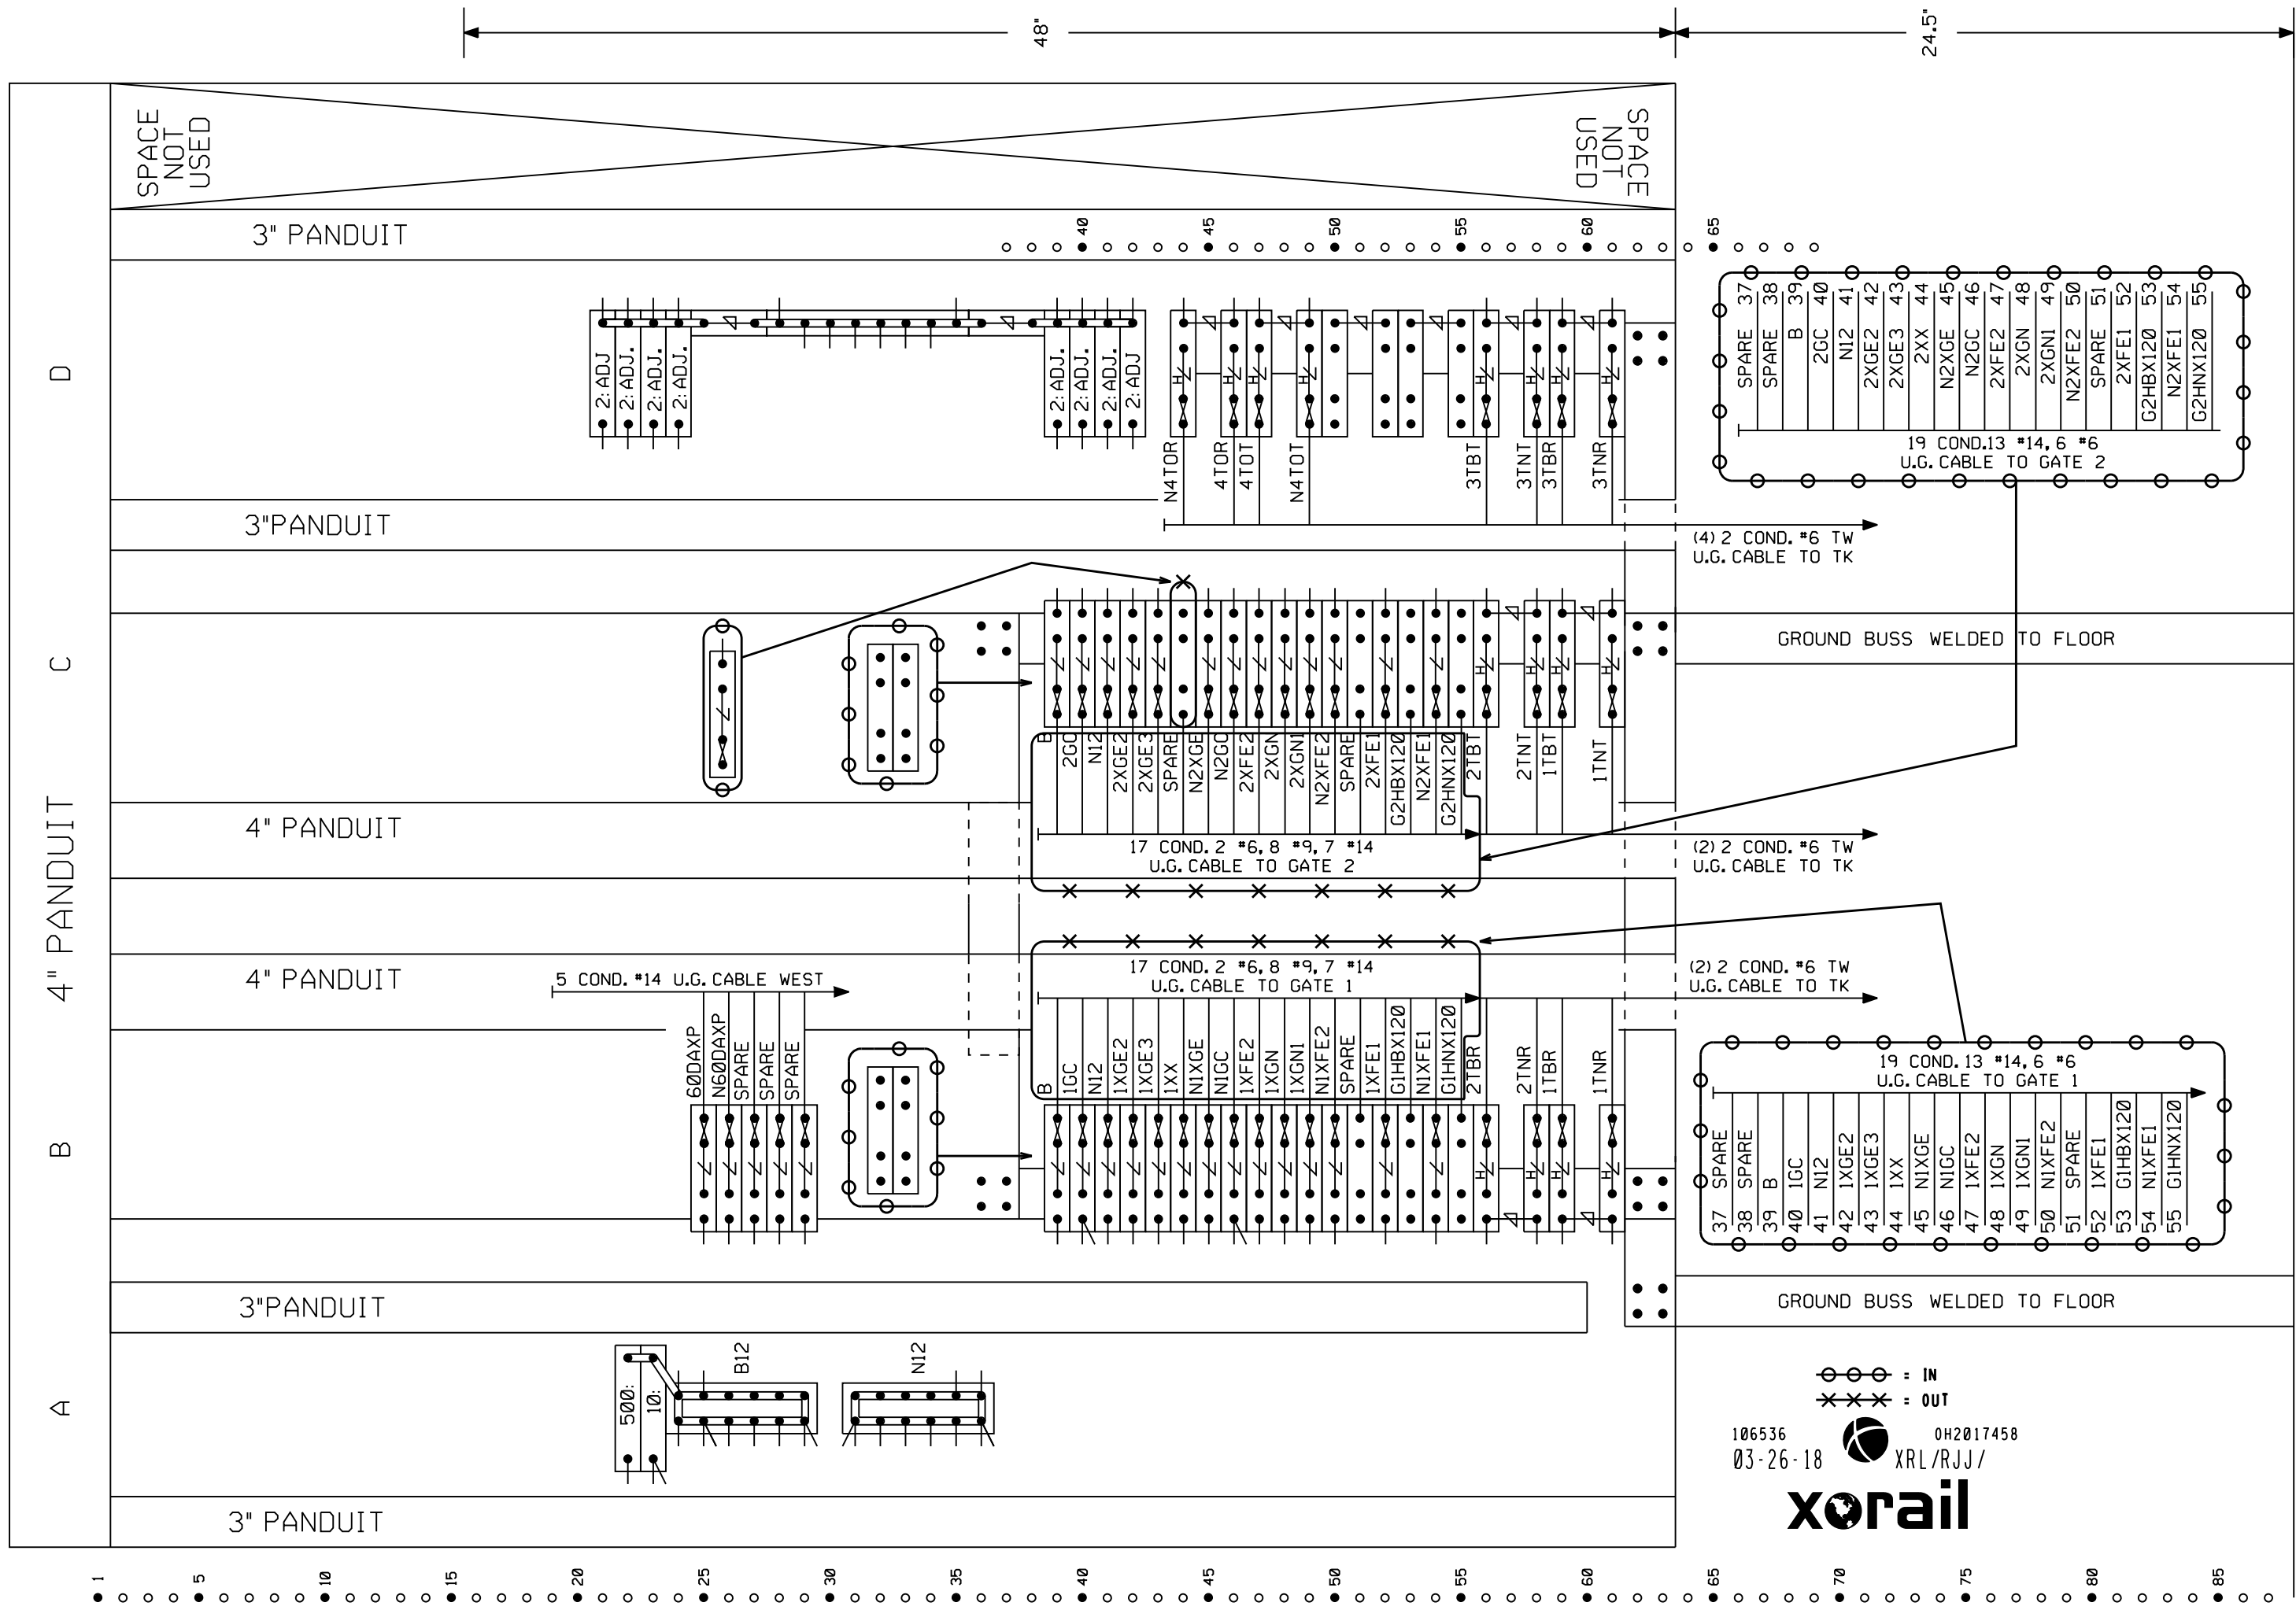 48"
24.5"
SPACE
NOT
USED
SPACE
NOT
USED
3" PANDUIT
40
45
50
55
60
65
D
2:ADJ
2:ADJ.
2:ADJ.
2:ADJ.
2:ADJ.
2:ADJ.
2:ADJ.
2:ADJ
H
H
H
H
H
H
H
H
N4TOR
4TOR
4TOT
N4TOT
3TBT
3TNT
3TBR
3TNR
SPARE 37
SPARE 38
B 39
2GC 40
N12 41
2XGE2 42
2XGE3 43
2XX 44
N2XGE 45
N2GC 46
2XFE2 47
2XGN 48
2XGN1 49
N2XFE2 50
SPARE 51
2XFE1 52
G2HBX120 53
N2XFE1 54
G2HNX120 55
19 COND.13 #14, 6 #6
U.G. CABLE TO GATE 2
3"PANDUIT
(4) 2 COND. #6 TW
U.G. CABLE TO TK
C
GROUND BUSS WELDED TO FLOOR
H
H
H
H
B
2GC
N12
2XGE2
2XGE3
SPARE
N2XGE
N2GC
2XFE2
2XGN
2XGN1
N2XFE2
SPARE
2XFE1
G2HBX120
N2XFE1
G2HNX120
2TBT
2TNT
1TBT
1TNT
4" PANDUIT
4" PANDUIT
17 COND. 2 #6, 8 #9, 7 #14
U.G. CABLE TO GATE 2
(2) 2 COND. #6 TW
U.G. CABLE TO TK
4" PANDUIT
5 COND. #14 U.G. CABLE WEST
17 COND. 2 #6, 8 #9, 7 #14
U.G. CABLE TO GATE 1
(2) 2 COND. #6 TW
U.G. CABLE TO TK
B
60DAXP
N60DAXP
SPARE
SPARE
SPARE
B
1GC
N12
1XGE2
1XGE3
1XX
N1XGE
N1GC
1XFE2
1XGN
1XGN1
N1XFE2
SPARE
1XFE1
G1HBX120
N1XFE1
G1HNX120
2TBR
2TNR
1TBR
1TNR
H
H
H
H
19 COND.13 #14, 6 #6
U.G. CABLE TO GATE 1
37 SPARE
38 SPARE
39 B
40 1GC
41 N12
42 1XGE2
43 1XGE3
44 1XX
45 N1XGE
46 N1GC
47 1XFE2
48 1XGN
49 1XGN1
50 N1XFE2
51 SPARE
52 1XFE1
53 G1HBX120
54 N1XFE1
55 G1HNX120
3"PANDUIT
GROUND BUSS WELDED TO FLOOR
A
500:
10:
B12
N12
= IN
= OUT
106536
OH2017458
03-26-18
XRL/RJJ/
xorail
3" PANDUIT
1
5
10
15
20
25
30
35
40
45
50
55
60
65
70
75
80
85